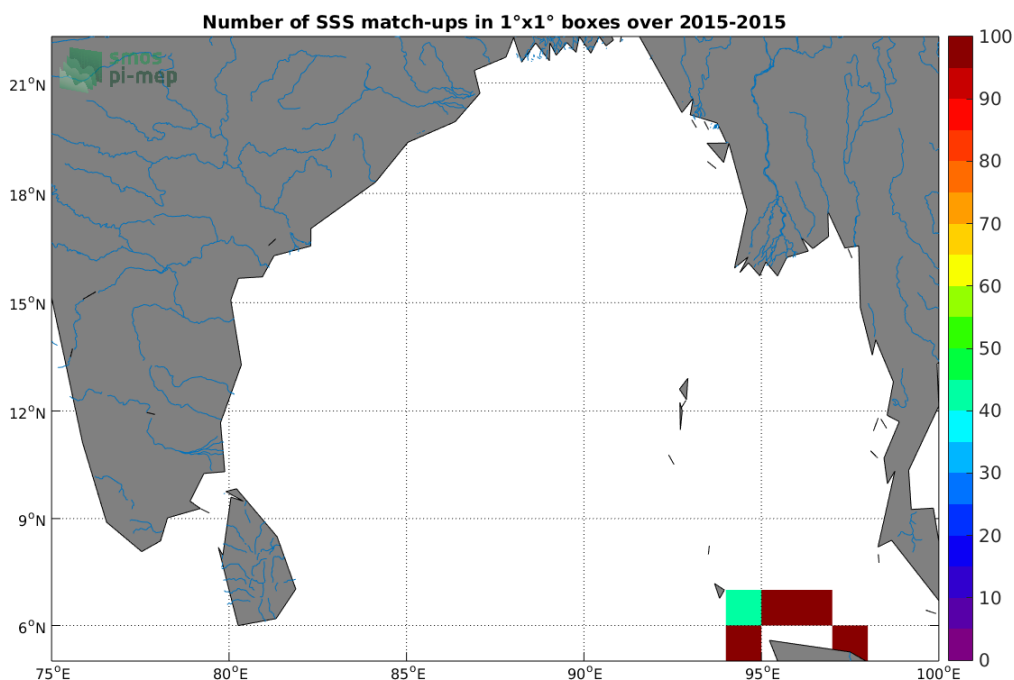 Number of SSS match-ups in 1°x1° boxes over 2015-2015
smos
pi-mep
21°N
18°N
15°N
12°N
9°N
6°N
75°E
80°E
85°E
90°E
95°E
100°E
100
90
80
70
60
50
40
30
20
10
0